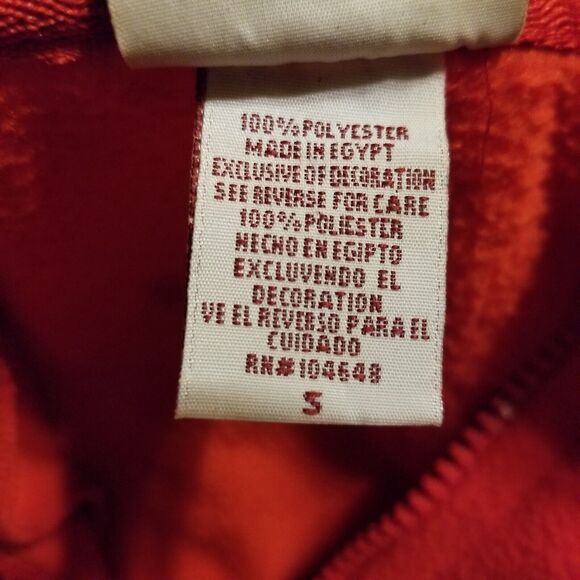 100% POLYESTER
MADE IN EGYPT
EXCLUSIVE OF DECORATION
SEE REVERSE FOR CARE
100% POLIESTER
HECHO EN EGIPTO
EXCLUVENDO EL
DECORATION
VE EL REVERSO PARA EL
CUIDADO
RN# 104648
S